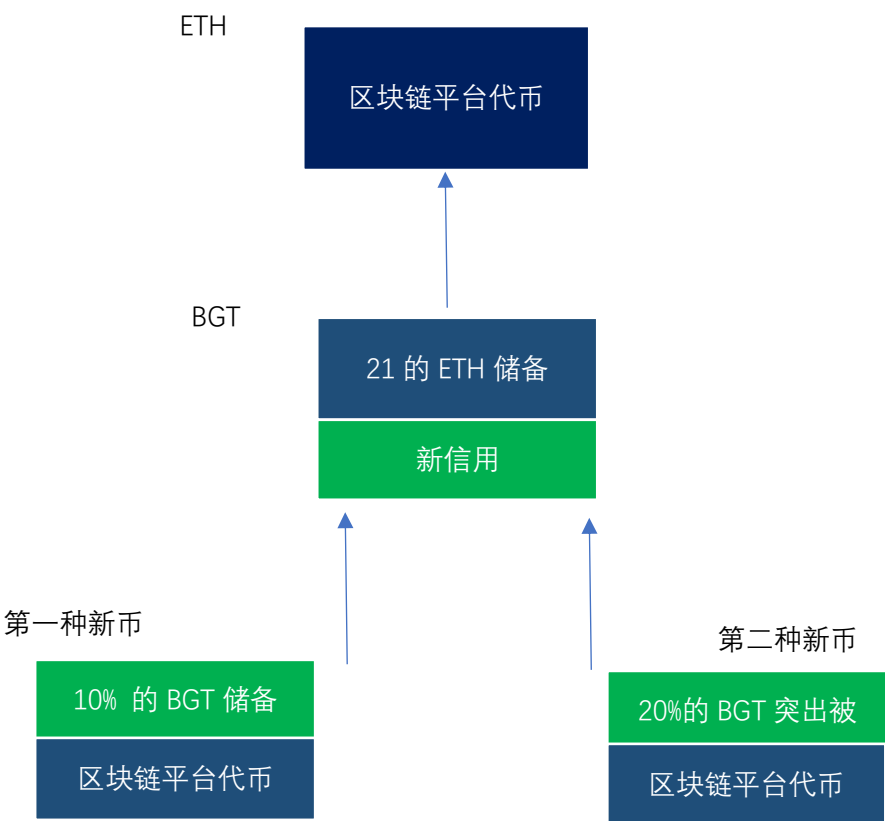 ETH
区块链平台代币
BGT
21 的 ETH 储备
新信用
第一种新币
第二种新币
10% 的 BGT 储备
20%的 BGT 突出被
区块链平台代币
区块链平台代币